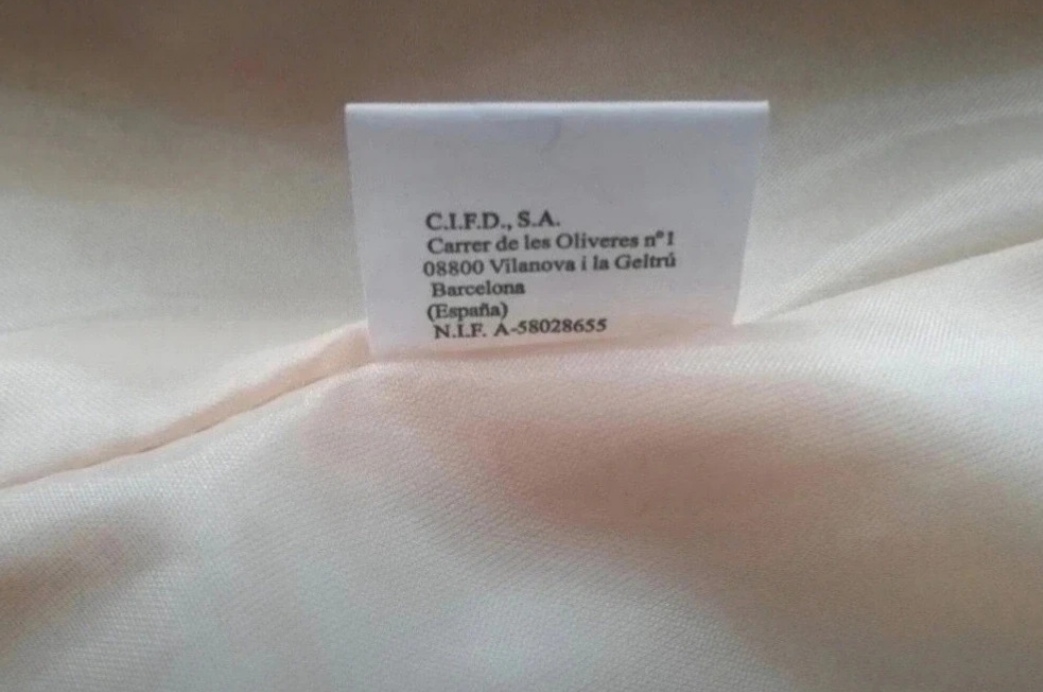 C.I.F.D., S.A.
Carrer de les Oliveres nº1
08800 Vilanova i la Geltrú
Barcelona
(España)
N.I.F. A-58028655